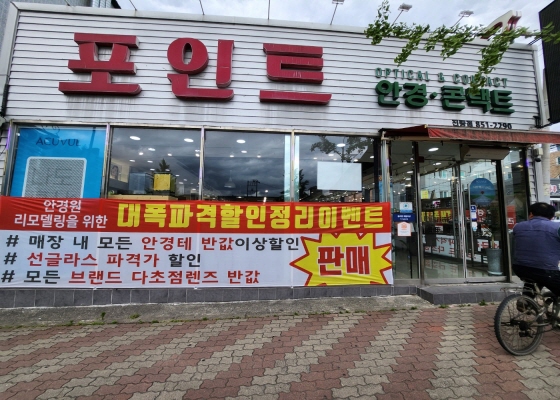 포인트
OPTICAL & CONTACT
안경·콘택트
전화 851-7790
ACUVUE
안경원
리모델링을 위한
대폭파격할인정리이벤트
# 매장 내 모든 안경테 반값이상할인
# 선글라스 파격가 할인
# 모든 브랜드 다초점렌즈 반값
판매